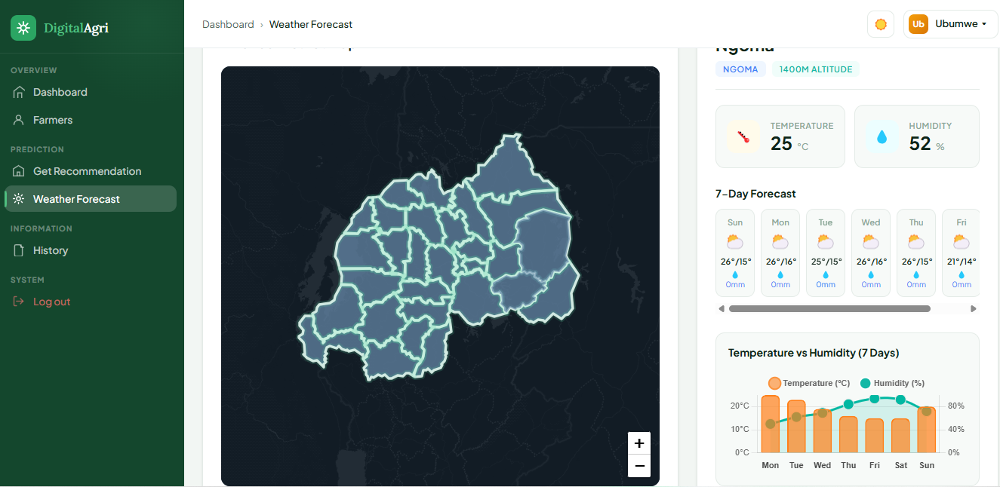 DigitalAgri
OVERVIEW
Dashboard
Farmers
PREDICTION
Get Recommendation
Weather Forecast
INFORMATION
History
SYSTEM
Log out
Dashboard › Weather Forecast
Ub Ubumwe
+
−
Ngoma
NGOMA 1400M ALTITUDE
TEMPERATURE
25 °C
HUMIDITY
52 %
7-Day Forecast
Sun Mon Tue Wed Thu Fri
26°/15° 26°/16° 25°/15° 26°/16° 26°/15° 21°/14°
0mm 0mm 0mm 0mm 0mm 0mm
Temperature vs Humidity (7 Days)
Temperature (°C) Humidity (%)
20°C 80%
10°C 40%
0°C 0%
Mon Tue Wed Thu Fri Sat Sun